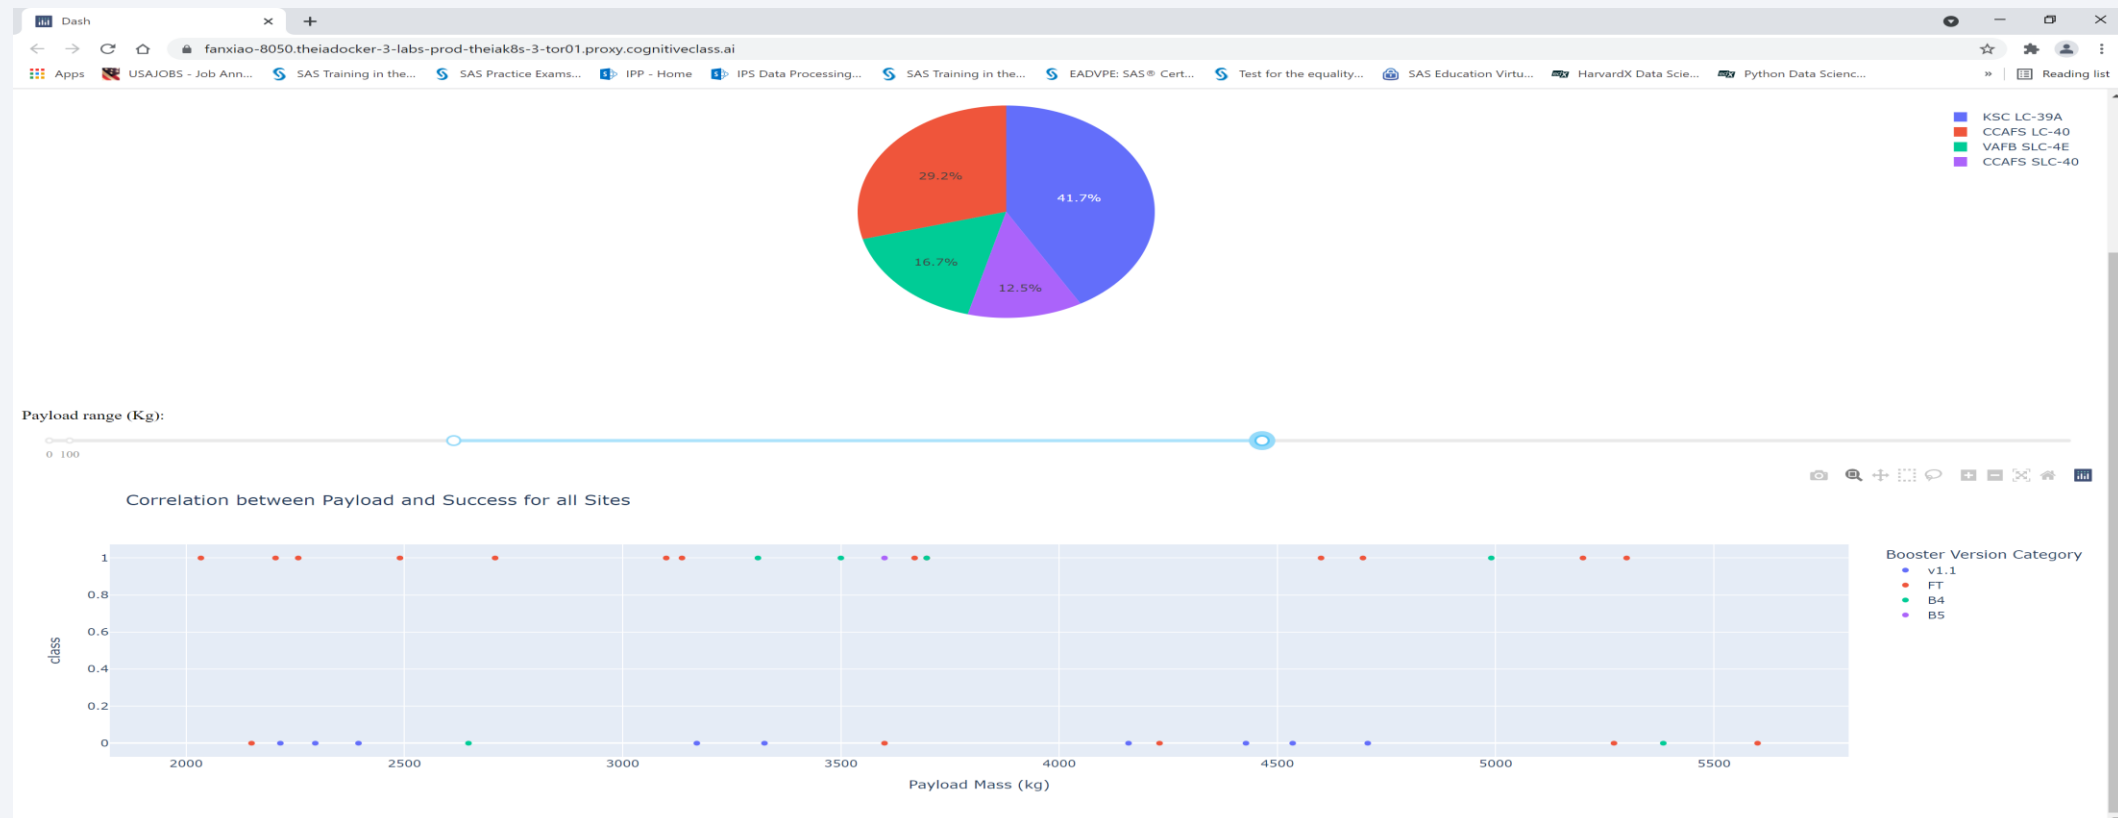 Dash
fanxiao-8050.theiadocker-3-labs-prod-theiak8s-3-tor01.proxy.cognitiveclass.ai
Apps USAJOBS - Job Ann... SAS Training in the... SAS Practice Exams... IPP - Home IPS Data Processing... SAS Training in the... EADVPE: SAS® Cert... Test for the equality... SAS Education Virtu... HarvardX Data Scie... Python Data Scienc... » Reading list
KSC LC-39A
CCAFS LC-40
VAFB SLC-4E
CCAFS SLC-40
29.2%
41.7%
16.7%
12.5%
Payload range (Kg):
0 100
Correlation between Payload and Success for all Sites
Booster Version Category
v1.1
FT
B4
B5
class
1
0.8
0.6
0.4
0.2
0
2000 2500 3000 3500 4000 4500 5000 5500
Payload Mass (kg)